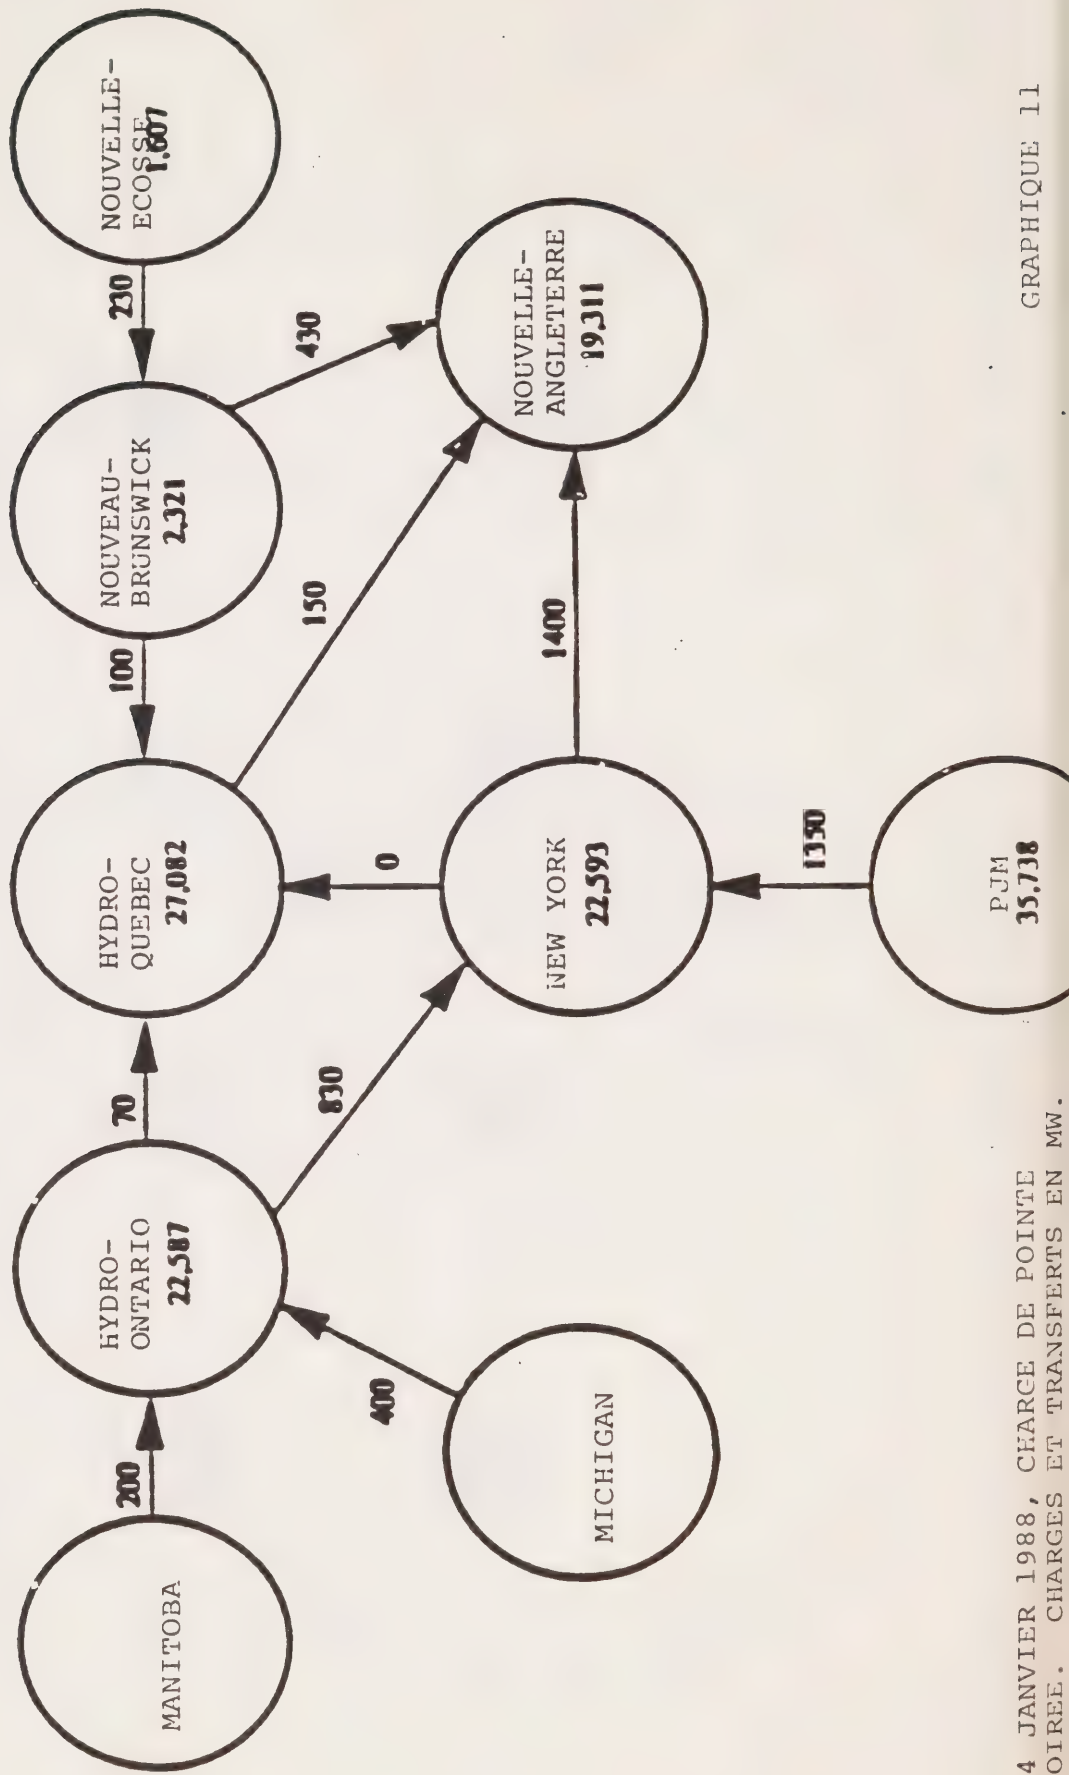 MANITOBA
200
HYDRO-
ONTARIO
22,587
70
HYDRO-
QUEBEC
27,082
100
NOUVEAU-
BRUNSWICK
2,321
230
NOUVELLE-
ECOSSE
1,607
400
830
0
150
430
MICHIGAN
NEW YORK
22,593
1400
NOUVELLE-
ANGLETERRE
19,311
1350
PJM
35,738
4 JANVIER 1988, CHARGE DE POINTE
OIREE. CHARGES ET TRANSFERTS EN MW.
GRAPHIQUE 11